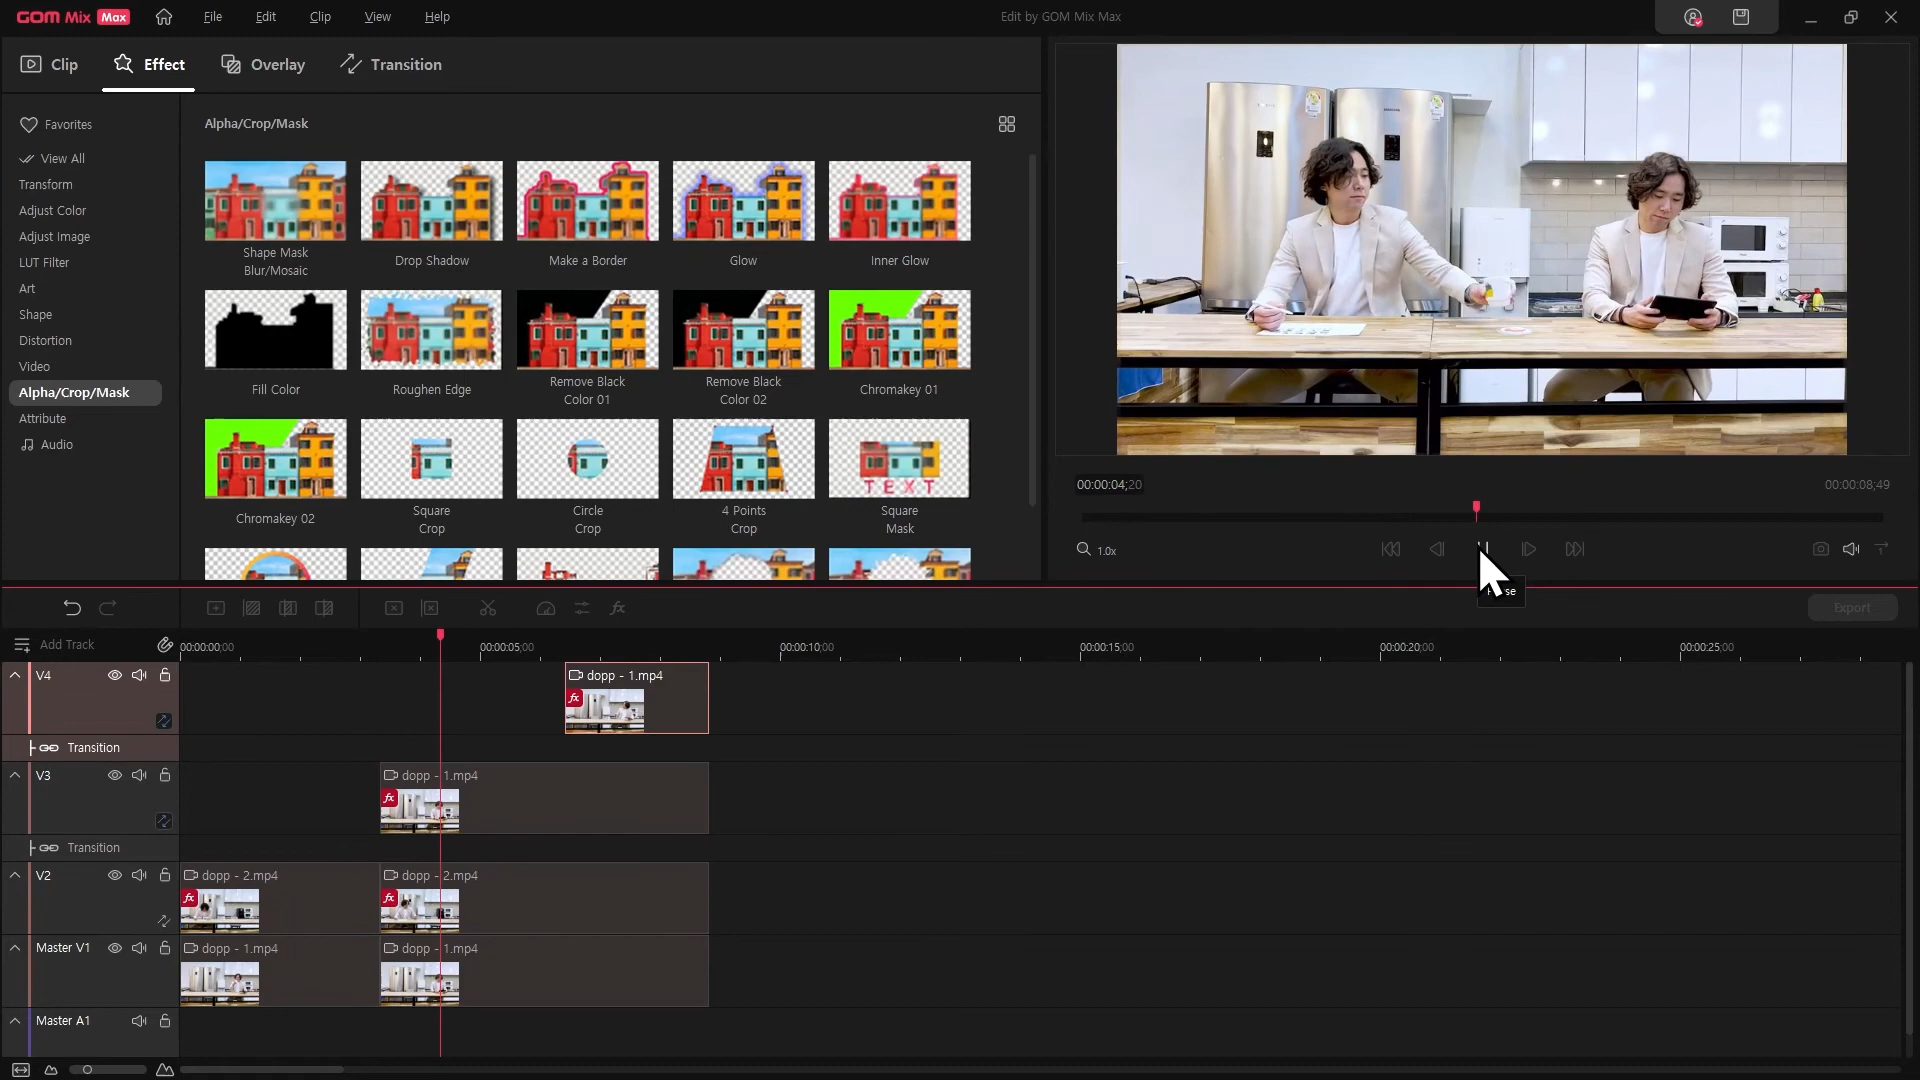 GOM Mix Max
File
Edit
Clip
View
Help
Edit by GOM Mix Max
Clip
Effect
Overlay
Transition
Favorites
View All
Transform
Adjust Color
Adjust Image
LUT Filter
Art
Shape
Distortion
Video
Alpha/Crop/Mask
Attribute
Audio
Alpha/Crop/Mask
Shape Mask
Blur/Mosaic
Drop Shadow
Make a Border
Glow
Inner Glow
Fill Color
Roughen Edge
Remove Black
Color 01
Remove Black
Color 02
Chromakey 01
Chromakey 02
Square
Crop
Circle
Crop
4 Points
Crop
TEXT
Square
Mask
00:00:04;20
00:00:08;49
1.0x
Export
Add Track
00:00:00;00
00:00:05;00
00:00:10;00
00:00:15;00
00:00:20;00
00:00:25;00
V4
dopp - 1.mp4
fx
Transition
V3
dopp - 1.mp4
fx
Transition
V2
dopp - 2.mp4
fx
dopp - 2.mp4
fx
Master V1
dopp - 1.mp4
dopp - 1.mp4
Master A1